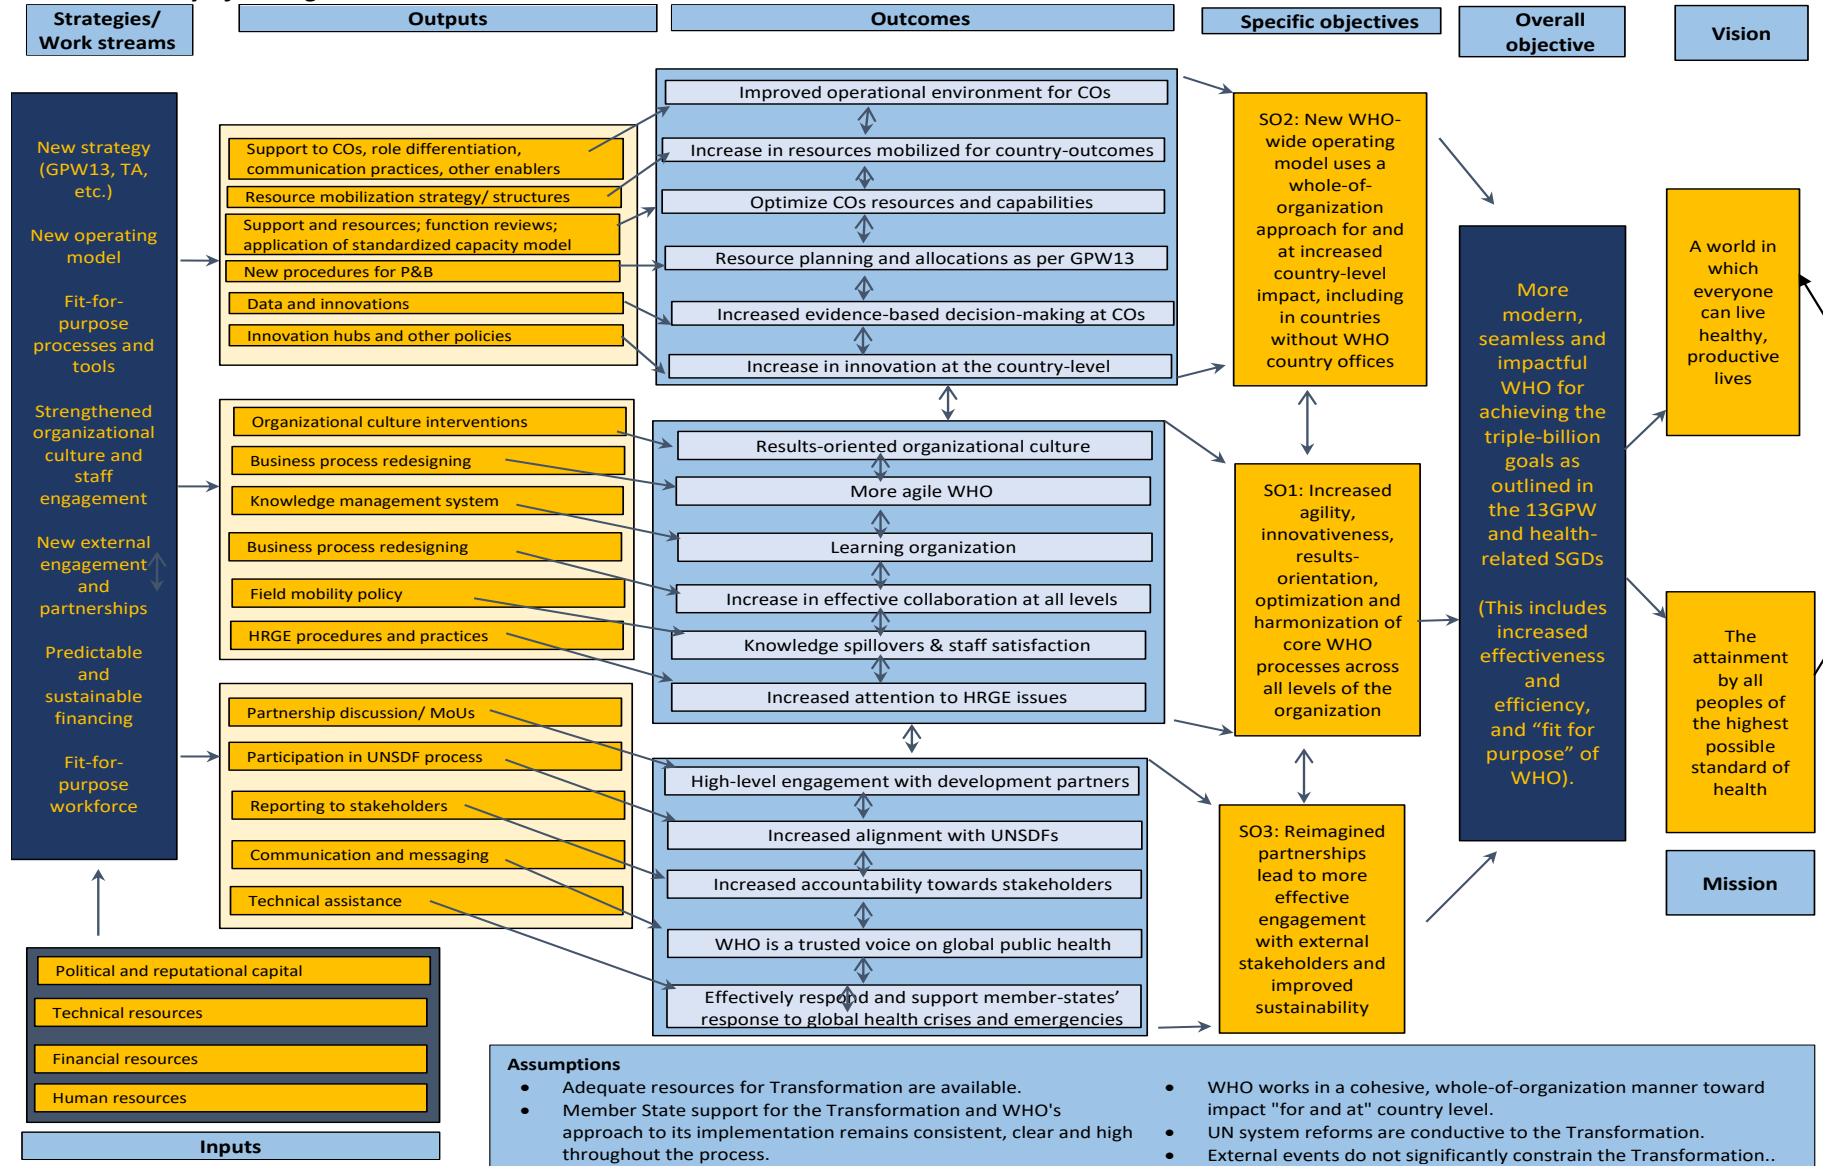 Strategies/
Work streams
Outputs
Outcomes
Specific objectives
Overall
objective
Vision
New strategy
(GPW13, TA,
etc.)
New operating
model
Fit-for-
purpose
processes and
tools
Strengthened
organizational
culture and
staff
engagement
New external
engagement
and
partnerships
Predictable
and
sustainable
financing
Fit-for-
purpose
workforce
Support to COs, role differentiation,
communication practices, other enablers
Resource mobilization strategy/ structures
Support and resources; function reviews;
application of standardized capacity model
New procedures for P&B
Data and innovations
Innovation hubs and other policies
Organizational culture interventions
Business process redesigning
Knowledge management system
Business process redesigning
Field mobility policy
HRGE procedures and practices
Partnership discussion/ MoUs
Participation in UNSDF process
Reporting to stakeholders
Communication and messaging
Technical assistance
Improved operational environment for COs
Increase in resources mobilized for country-outcomes
Optimize COs resources and capabilities
Resource planning and allocations as per GPW13
Increased evidence-based decision-making at COs
Increase in innovation at the country-level
Results-oriented organizational culture
More agile WHO
Learning organization
Increase in effective collaboration at all levels
Knowledge spillovers & staff satisfaction
Increased attention to HRGE issues
High-level engagement with development partners
Increased alignment with UNSDFs
Increased accountability towards stakeholders
WHO is a trusted voice on global public health
Effectively respond and support member-states’
response to global health crises and emergencies
SO2: New WHO-
wide operating
model uses a
whole-of-
organization
approach for and
at increased
country-level
impact, including
in countries
without WHO
country offices
SO1: Increased
agility,
innovativeness,
results-
orientation,
optimization and
harmonization of
core WHO
processes across
all levels of the
organization
SO3: Reimagined
partnerships
lead to more
effective
engagement
with external
stakeholders and
improved
sustainability
More
modern,
seamless and
impactful
WHO for
achieving the
triple-billion
goals as
outlined in
the 13GPW
and health-
related SGDs
(This includes
increased
effectiveness
and
efficiency,
and “fit for
purpose” of
WHO).
A world in
which
everyone
can live
healthy,
productive
lives
The
attainment
by all
peoples of
the highest
possible
standard of
health
Mission
Political and reputational capital
Technical resources
Financial resources
Human resources
Inputs
Assumptions
• Adequate resources for Transformation are available.
• Member State support for the Transformation and WHO's
approach to its implementation remains consistent, clear and high
throughout the process.
• WHO works in a cohesive, whole-of-organization manner toward
impact "for and at" country level.
• UN system reforms are conductive to the Transformation.
• External events do not significantly constrain the Transformation..